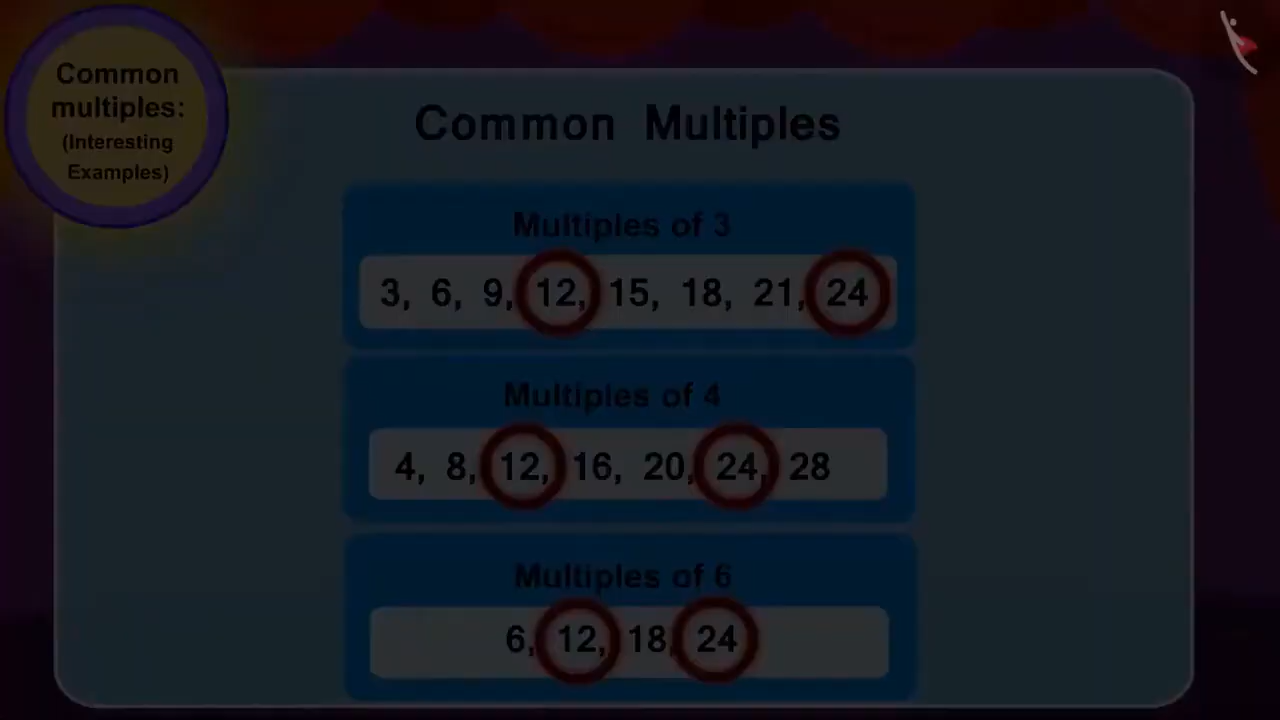 Common
multiples:
(Interesting
Examples)
Common Multiples
Multiples of 3
3, 6, 9, 12, 15, 18, 21, 24
Multiples of 4
4, 8, 12, 16, 20, 24, 28
Multiples of 6
6, 12, 18, 24